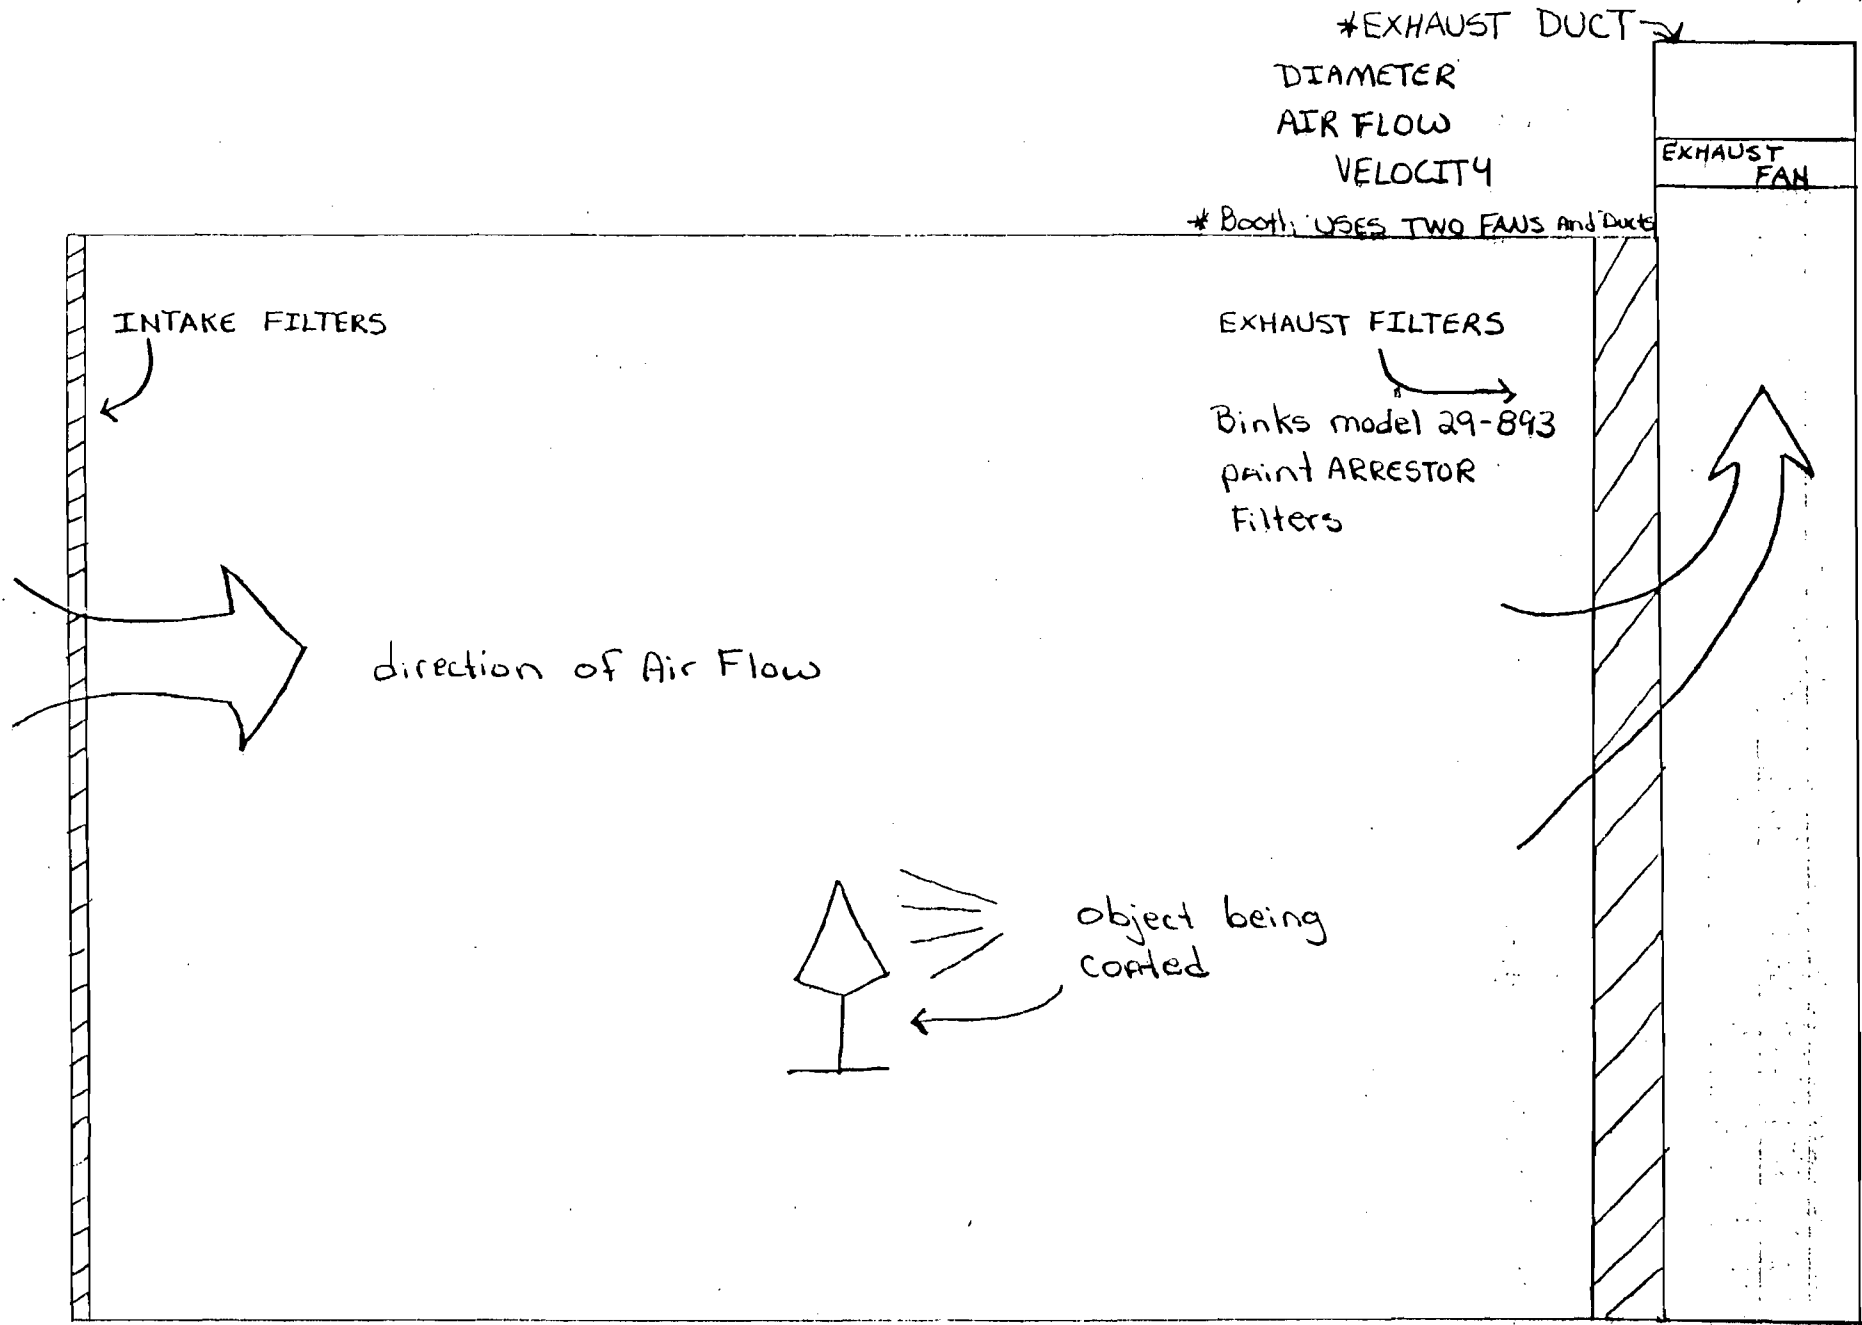 *EXHAUST DUCT
DIAMETER
AIR FLOW
VELOCITY
EXHAUST
FAN
* Booth USES TWO FANS And Ducts
INTAKE FILTERS
EXHAUST FILTERS
Binks model 29-893
paint ARRESTOR
Filters
direction of Air Flow
object being
coated